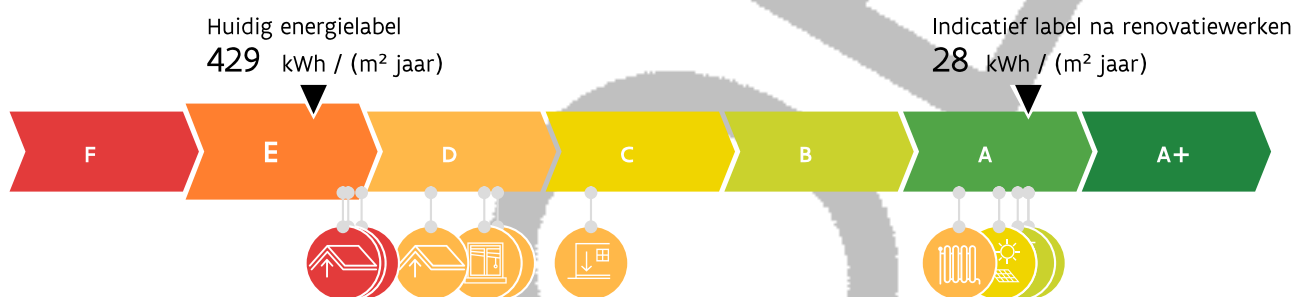 Huidig energielabel
429 kWh / (m² jaar)
Indicatief label na renovatiewerken
28 kWh / (m² jaar)
F E D C B A A+